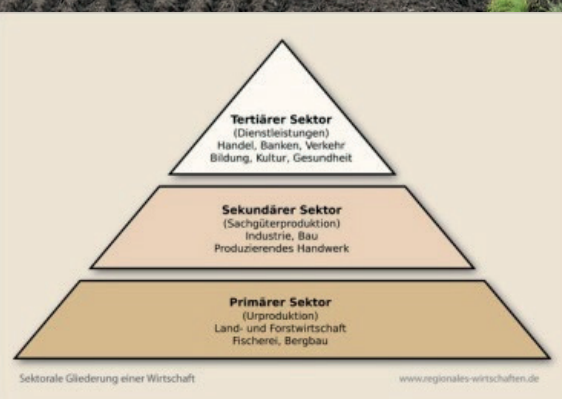 Tertiärer Sektor
(Dienstleistungen)
Handel, Banken, Verkehr
Bildung, Kultur, Gesundheit
Sekundärer Sektor
(Sachgüterproduktion)
Industrie, Bau
Produzierendes Handwerk
Primärer Sektor
(Urproduktion)
Land- und Forstwirtschaft
Fischerei, Bergbau
Sektorale Gliederung einer Wirtschaft
www.regionales-wirtschaften.de